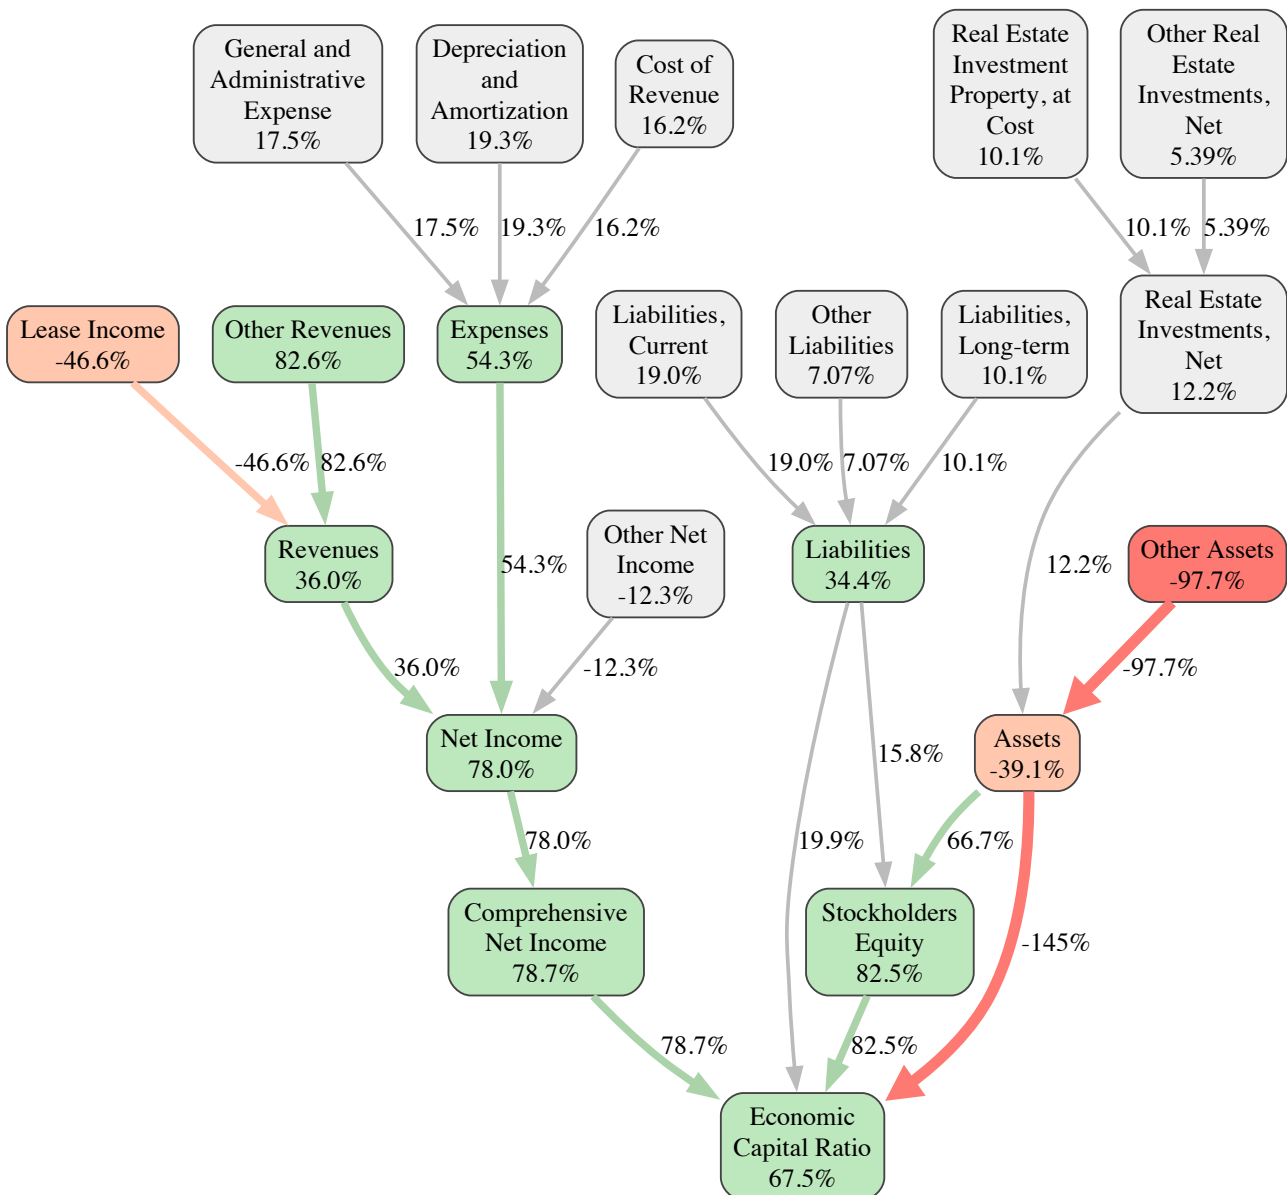 General and
Administrative
Expense
17.5%
Depreciation
and
Amortization
19.3%
Cost of
Revenue
16.2%
Real Estate
Investment
Property, at
Cost
10.1%
Other Real
Estate
Investments,
Net
5.39%
17.5%
19.3%
16.2%
10.1%
5.39%
Lease Income
-46.6%
Other Revenues
82.6%
Expenses
54.3%
Liabilities,
Current
19.0%
Other
Liabilities
7.07%
Liabilities,
Long-term
10.1%
Real Estate
Investments,
Net
12.2%
-46.6%
82.6%
19.0%
7.07%
10.1%
Revenues
36.0%
54.3%
Other Net
Income
-12.3%
Liabilities
34.4%
12.2%
Other Assets
-97.7%
36.0%
-12.3%
-97.7%
Net Income
78.0%
15.8%
Assets
-39.1%
78.0%
19.9%
66.7%
Comprehensive
Net Income
78.7%
Stockholders
Equity
82.5%
-145%
78.7%
82.5%
Economic
Capital Ratio
67.5%